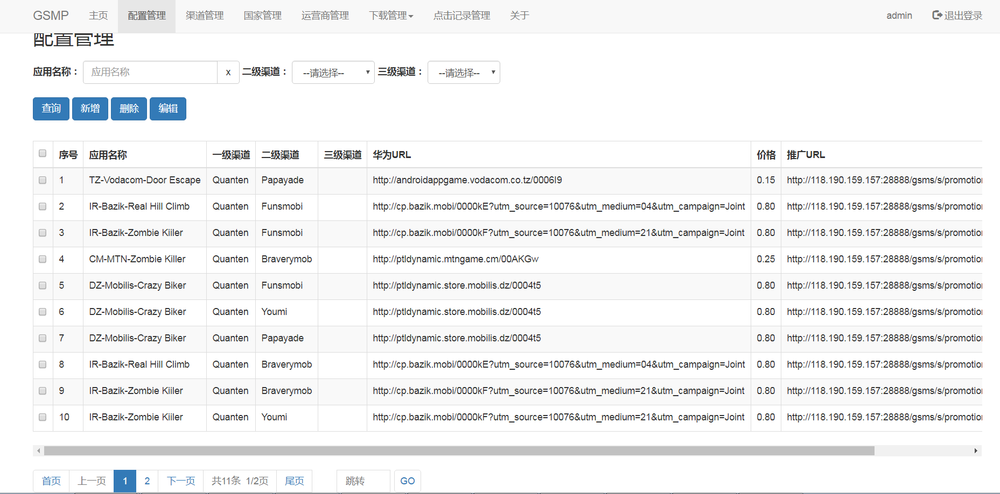 GSMP 主页 配置管理 渠道管理 国家管理 运营商管理 下载管理 点击记录管理 关于 admin 退出登录
配置管理
应用名称： 应用名称 x 二级渠道： --请选择-- 三级渠道： --请选择--
查询 新增 删除 编辑
序号 应用名称 一级渠道 二级渠道 三级渠道 华为URL 价格 推广URL
1 TZ-Vodacom-Door Escape Quanten Papayade http://androidappgame.vodacom.co.tz/0006I9 0.15 http://118.190.159.157:28888/gsms/s/promotion
2 IR-Bazik-Real Hill Climb Quanten Funsmobi http://cp.bazik.mobi/0000kE?utm_source=10076&utm_medium=04&utm_campaign=Joint 0.80 http://118.190.159.157:28888/gsms/s/promotion
3 IR-Bazik-Zombie Kiiler Quanten Funsmobi http://cp.bazik.mobi/0000kF?utm_source=10076&utm_medium=21&utm_campaign=Joint 0.80 http://118.190.159.157:28888/gsms/s/promotion
4 CM-MTN-Zombie Killer Quanten Braverymob http://ptldynamic.mtngame.cm/00AKGw 0.25 http://118.190.159.157:28888/gsms/s/promotion
5 DZ-Mobilis-Crazy Biker Quanten Funsmobi http://ptldynamic.store.mobilis.dz/0004t5 0.80 http://118.190.159.157:28888/gsms/s/promotion
6 DZ-Mobilis-Crazy Biker Quanten Youmi http://ptldynamic.store.mobilis.dz/0004t5 0.80 http://118.190.159.157:28888/gsms/s/promotion
7 DZ-Mobilis-Crazy Biker Quanten Papayade http://ptldynamic.store.mobilis.dz/0004t5 0.80 http://118.190.159.157:28888/gsms/s/promotion
8 IR-Bazik-Real Hill Climb Quanten Braverymob http://cp.bazik.mobi/0000kE?utm_source=10076&utm_medium=04&utm_campaign=Joint 0.80 http://118.190.159.157:28888/gsms/s/promotion
9 IR-Bazik-Zombie Kiiler Quanten Braverymob http://cp.bazik.mobi/0000kF?utm_source=10076&utm_medium=21&utm_campaign=Joint 0.80 http://118.190.159.157:28888/gsms/s/promotion
10 IR-Bazik-Zombie Kiiler Quanten Youmi http://cp.bazik.mobi/0000kF?utm_source=10076&utm_medium=21&utm_campaign=Joint 0.80 http://118.190.159.157:28888/gsms/s/promotion
首页 上一页 1 2 下一页 共11条 1/2页 尾页 跳转 GO